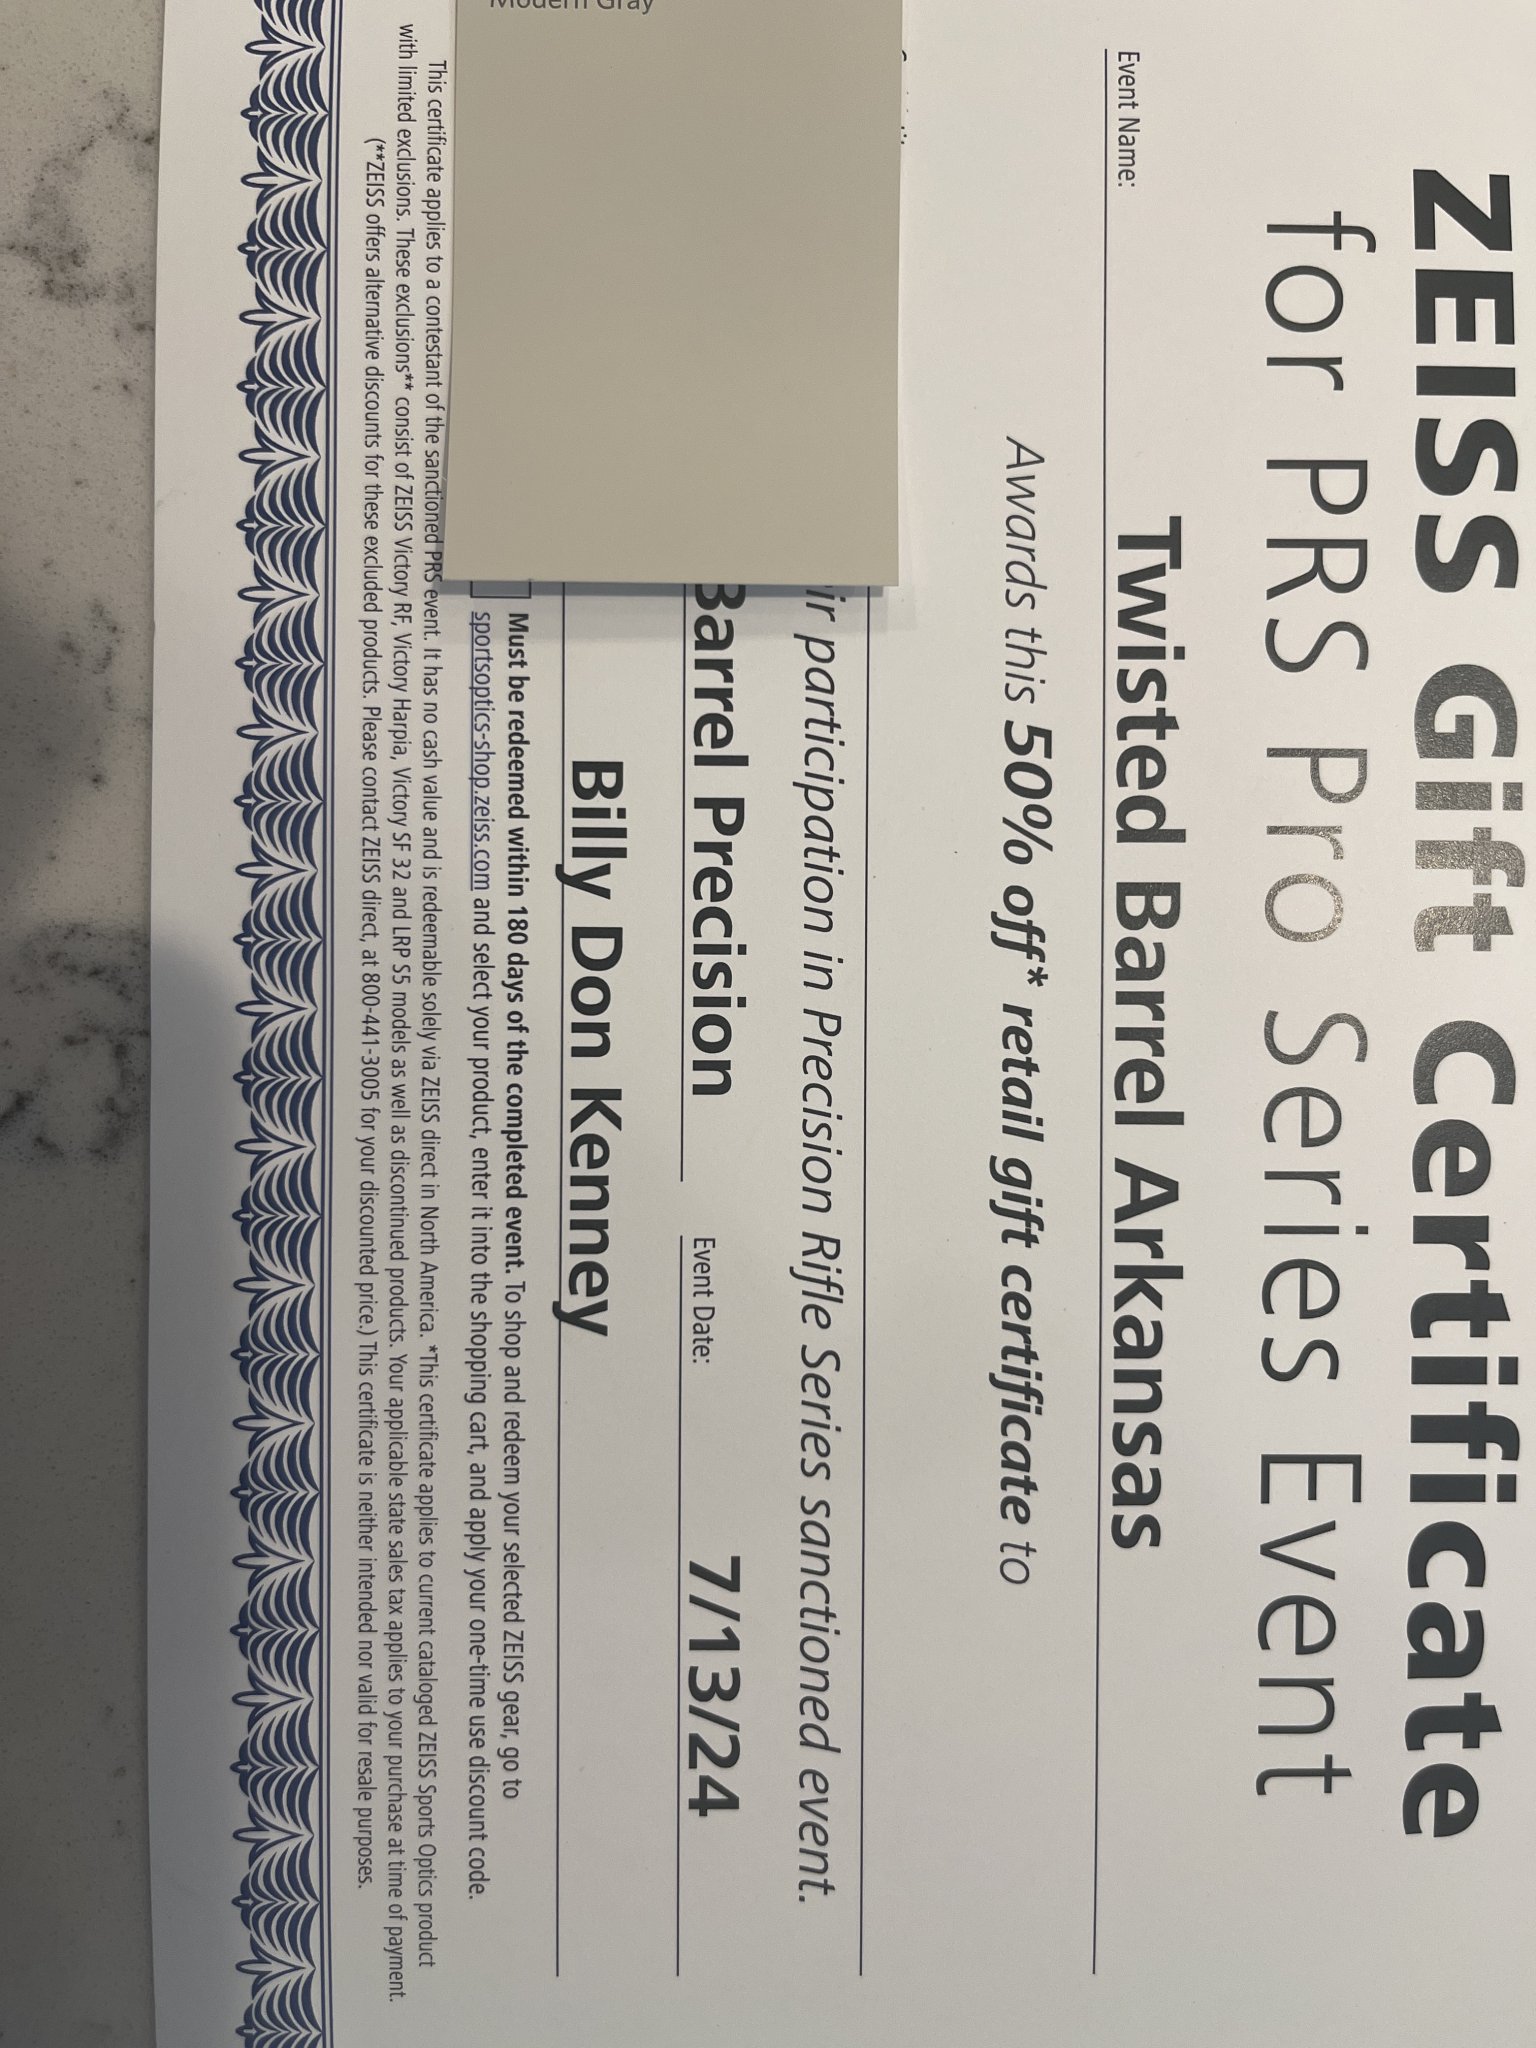 ZEISS Gift Certificate
for PRS Pro Series Event
Event Name: Twisted Barrel Arkansas
Awards this 50% off* retail gift certificate to
participation in Precision Rifle Series sanctioned event.
Barrel Precision Event Date: 7/13/24
Billy Don Kenney
Must be redeemed within 180 days of the completed event. To shop and redeem your selected ZEISS gear, go to
sportsoptics-shop.zeiss.com and select your product, enter it into the shopping cart, and apply your one-time use discount code.
This certificate applies to a contestant of the sanctioned PRS event. It has no cash value and is redeemable solely via ZEISS direct in North America. *This certificate applies to current cataloged ZEISS Sports Optics product
with limited exclusions. These exclusions** consist of ZEISS Victory RF, Victory Harpia, Victory SF 32 and LRP S5 models as well as discontinued products. Your applicable state sales tax applies to your purchase at time of payment.
(**ZEISS offers alternative discounts for these excluded products. Please contact ZEISS direct, at 800-441-3005 for your discounted price.) This certificate is neither intended nor valid for resale purposes.
Modern Gray